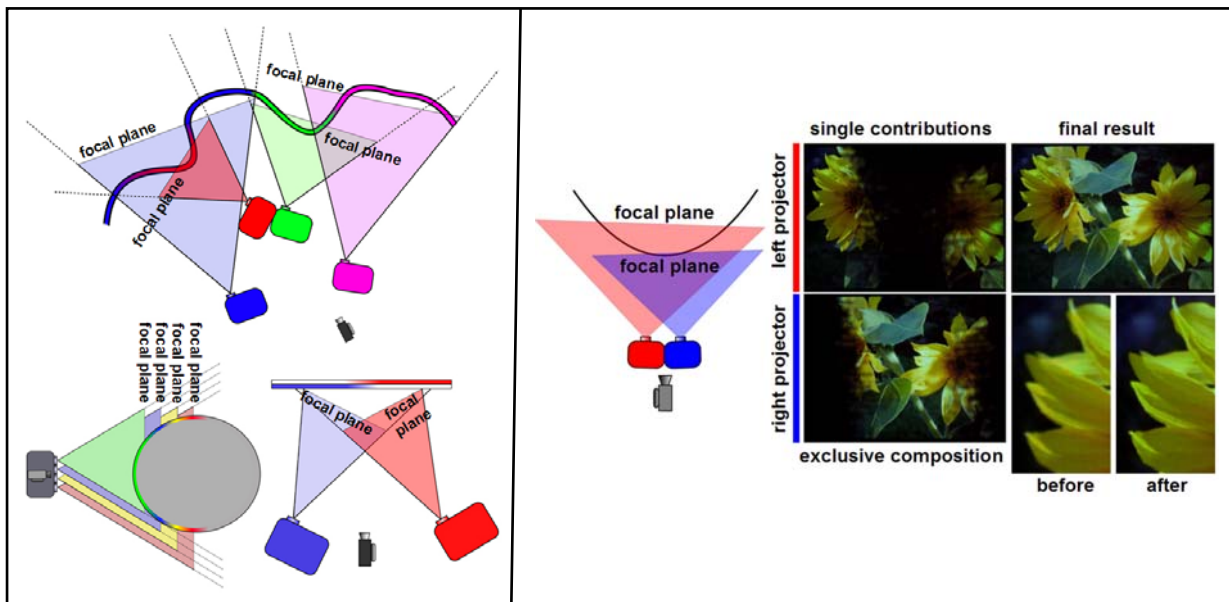 focal plane
focal plane
focal plane
focal plane
focal plane
focal plane
focal plane
focal plane
focal plane
focal
plane
focal plane
focal plane
single contributions
final result
left projector
right projector
exclusive composition
before
after